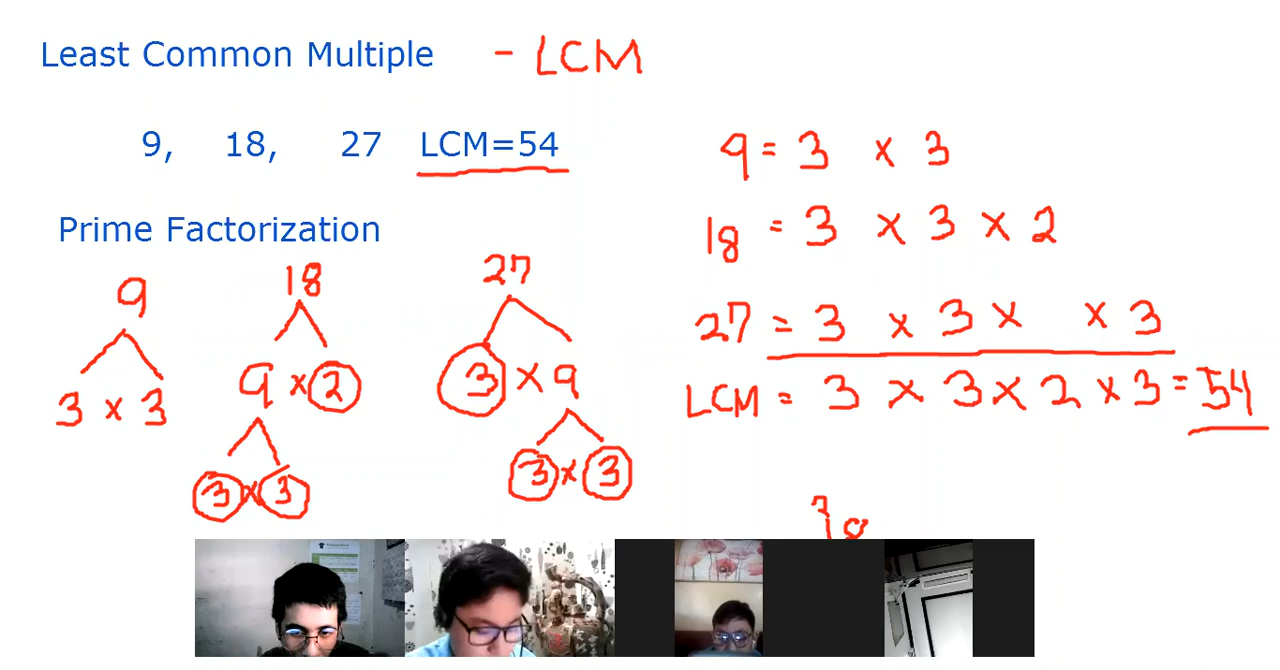 Least Common Multiple - LCM
9, 18, 27 LCM=54
Prime Factorization
9
3 x 3
18
9 x 2
3 x 3
27
3 x 9
3 x 3
9 = 3 x 3
18 = 3 x 3 x 2
27 = 3 x 3 x x 3
LCM = 3 x 3 x 2 x 3 = 54